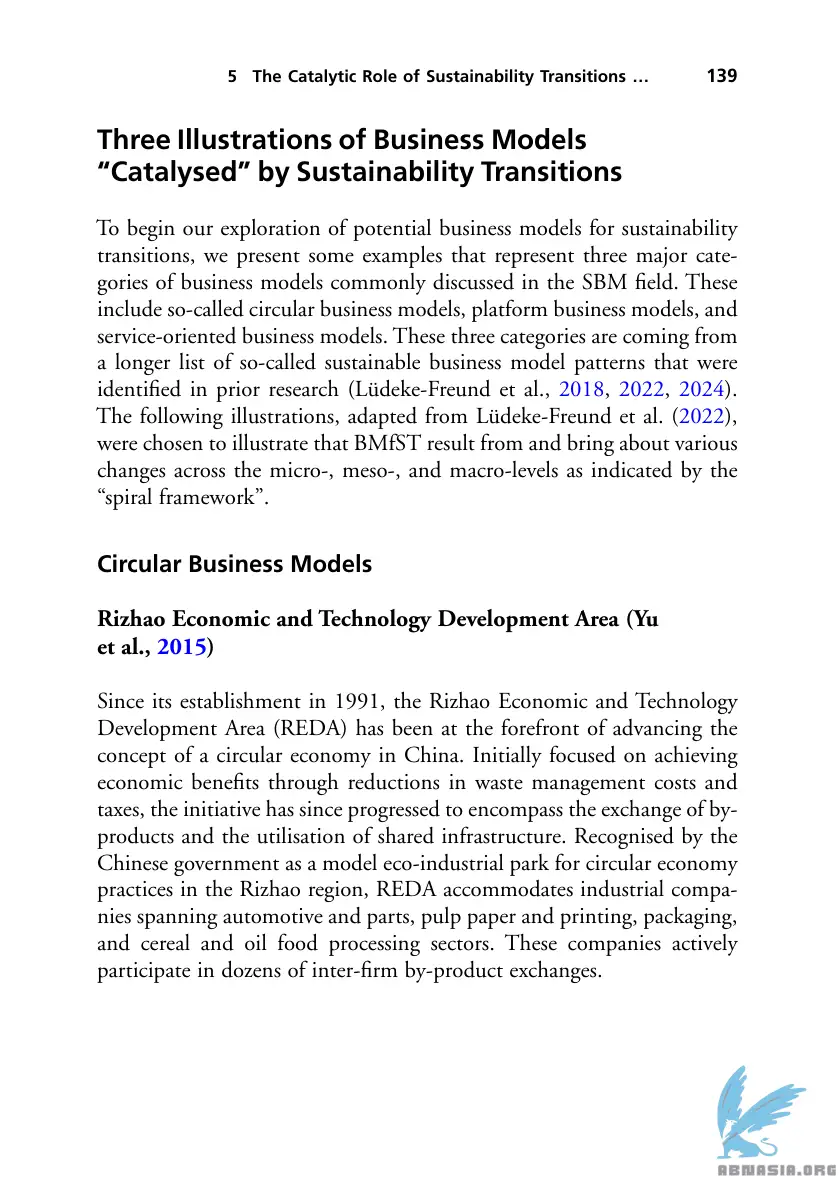 5 The Catalytic Role of Sustainability Transitions … 139
Three Illustrations of Business Models
“Catalysed” by Sustainability Transitions
To begin our exploration of potential business models for sustainability
transitions, we present some examples that represent three major cate-
gories of business models commonly discussed in the SBM field. These
include so-called circular business models, platform business models, and
service-oriented business models. These three categories are coming from
a longer list of so-called sustainable business model patterns that were
identified in prior research (Lüdeke-Freund et al., 2018, 2022, 2024).
The following illustrations, adapted from Lüdeke-Freund et al. (2022),
were chosen to illustrate that BMfST result from and bring about various
changes across the micro-, meso-, and macro-levels as indicated by the
“spiral framework”.
Circular Business Models
Rizhao Economic and Technology Development Area (Yu
et al., 2015)
Since its establishment in 1991, the Rizhao Economic and Technology
Development Area (REDA) has been at the forefront of advancing the
concept of a circular economy in China. Initially focused on achieving
economic benefits through reductions in waste management costs and
taxes, the initiative has since progressed to encompass the exchange of by-
products and the utilisation of shared infrastructure. Recognised by the
Chinese government as a model eco-industrial park for circular economy
practices in the Rizhao region, REDA accommodates industrial compa-
nies spanning automotive and parts, pulp paper and printing, packaging,
and cereal and oil food processing sectors. These companies actively
participate in dozens of inter-firm by-product exchanges.
ABNASIA.ORG